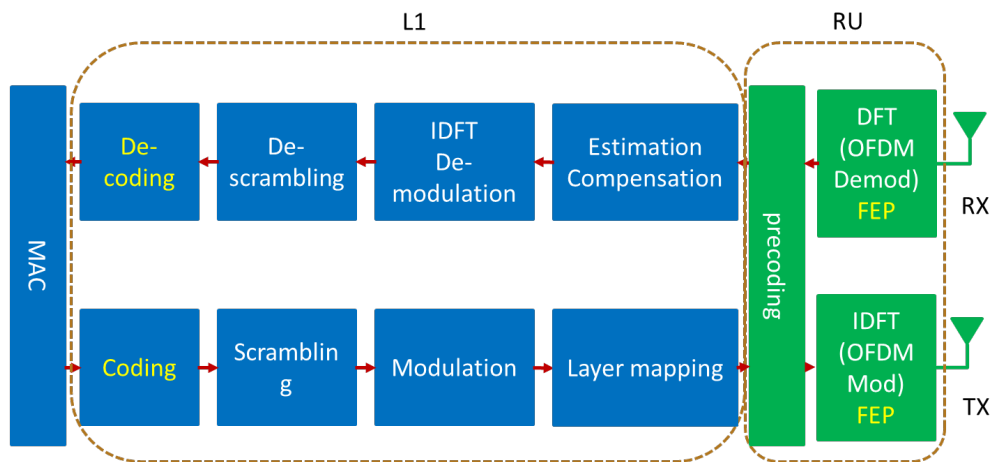 L1
RU
MAC
De-
coding
De-
scrambling
IDFT
De-
modulation
Estimation
Compensation
precoding
DFT
(OFDM
Demod)
FEP
RX
Coding
Scramblin
g
Modulation
Layer mapping
IDFT
(OFDM
Mod)
FEP
TX